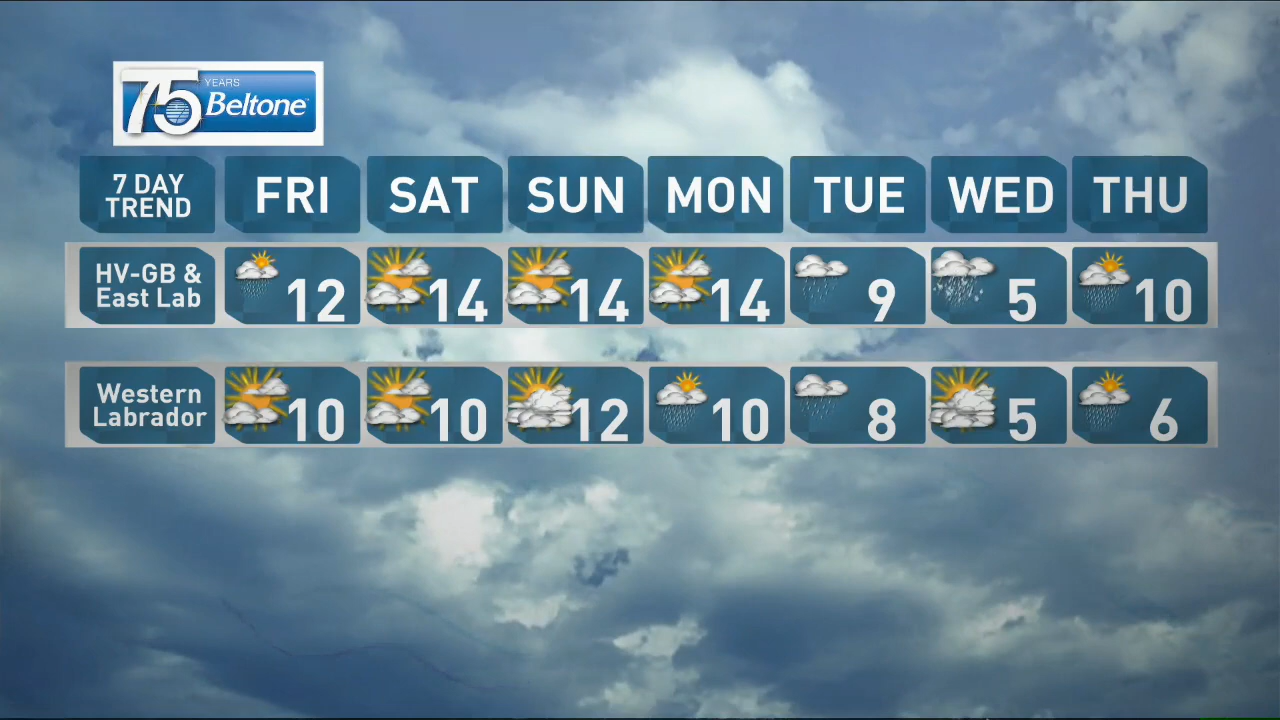 75 YEARS
Beltone
7 DAY
TREND
FRI SAT SUN MON TUE WED THU
HV-GB &
East Lab
12 14 14 14 9 5 10
Western
Labrador
10 10 12 10 8 5 6